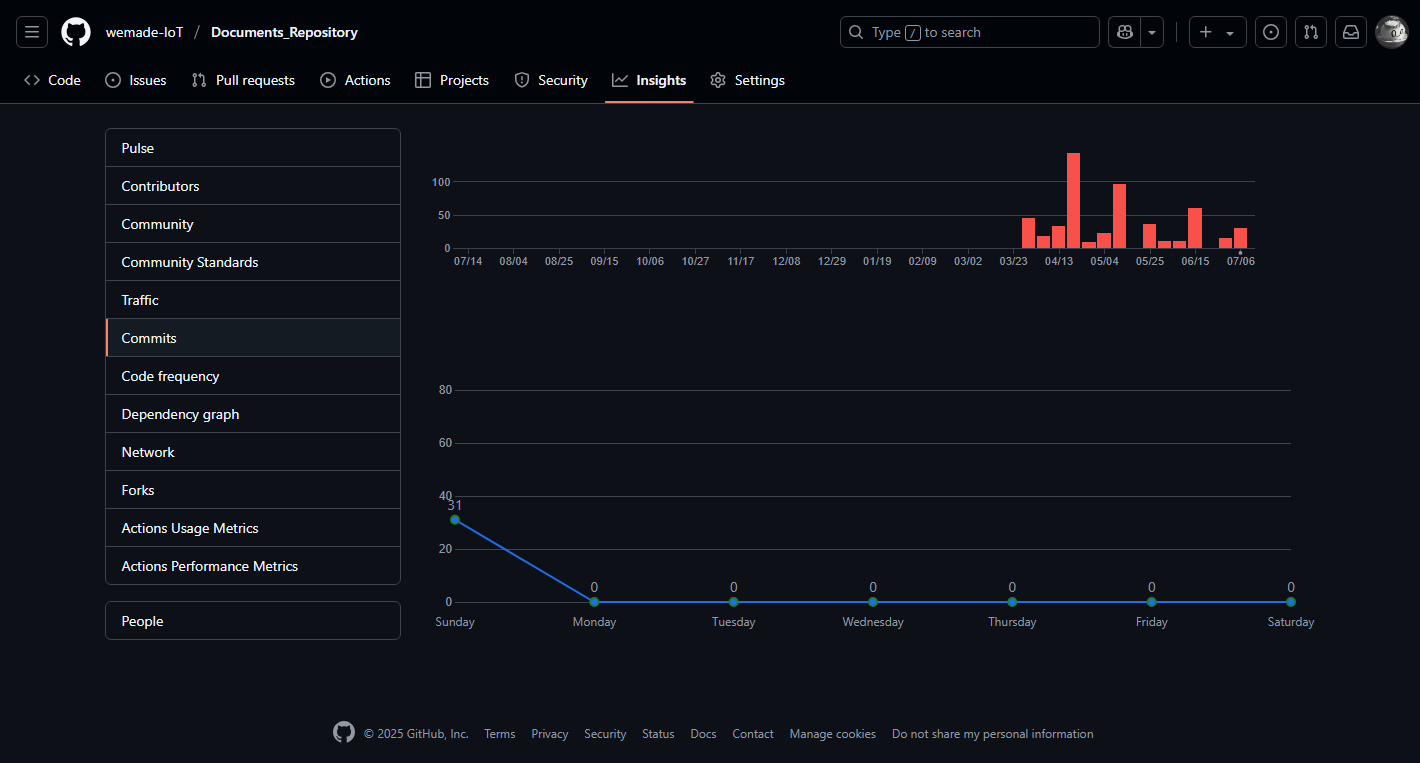 wemade-IoT / Documents_Repository
Type / to search
Code Issues Pull requests Actions Projects Security Insights Settings
Pulse
Contributors
Community
Community Standards
Traffic
Commits
Code frequency
Dependency graph
Network
Forks
Actions Usage Metrics
Actions Performance Metrics
People
100
50
0
07/14 08/04 08/25 09/15 10/06 10/27 11/17 12/08 12/29 01/19 02/09 03/02 03/23 04/13 05/04 05/25 06/15 07/06
80
60
40
31
20
0 0 0 0 0 0
0
Sunday Monday Tuesday Wednesday Thursday Friday Saturday
© 2025 GitHub, Inc. Terms Privacy Security Status Docs Contact Manage cookies Do not share my personal information